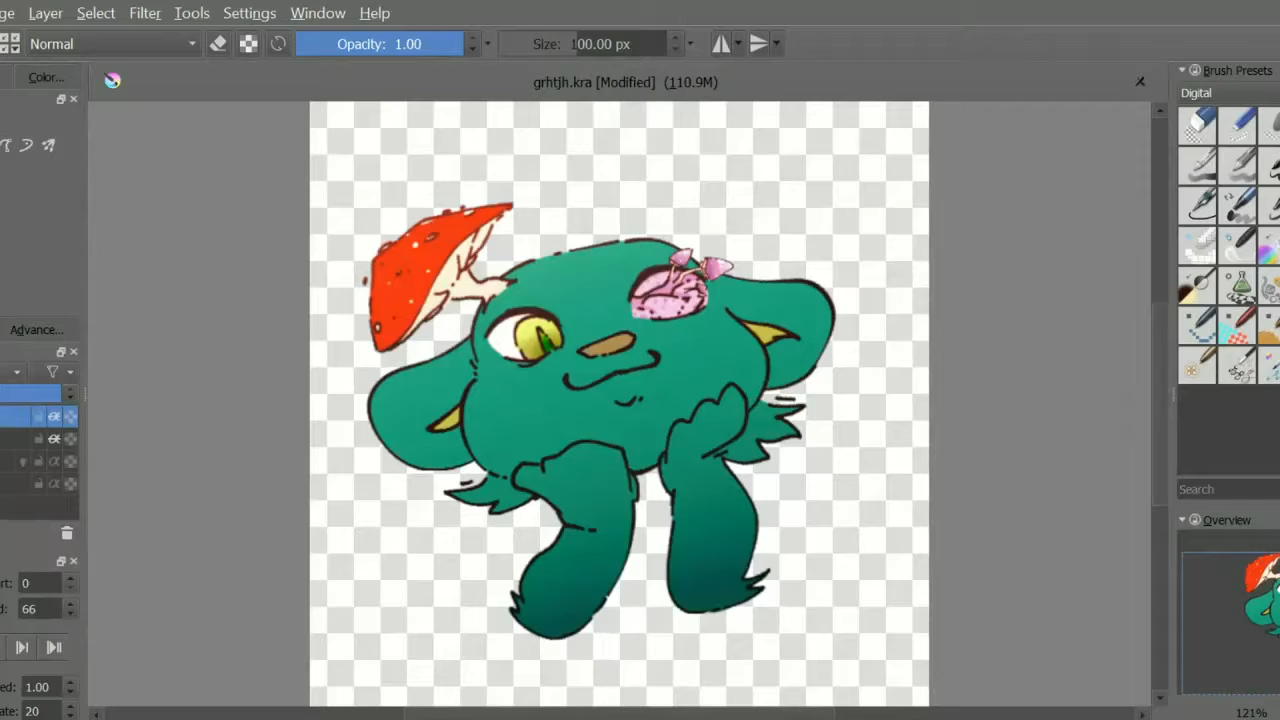 ge Layer Select Filter Tools Settings Window Help
Normal Opacity: 1.00 Size: 100.00 px
Color...
grhtjh.kra [Modified] (110.9M)
Brush Presets
Digital
Advance...
Search
Overview
rt: 0
d: 66
ed: 1.00
ate: 20
121%